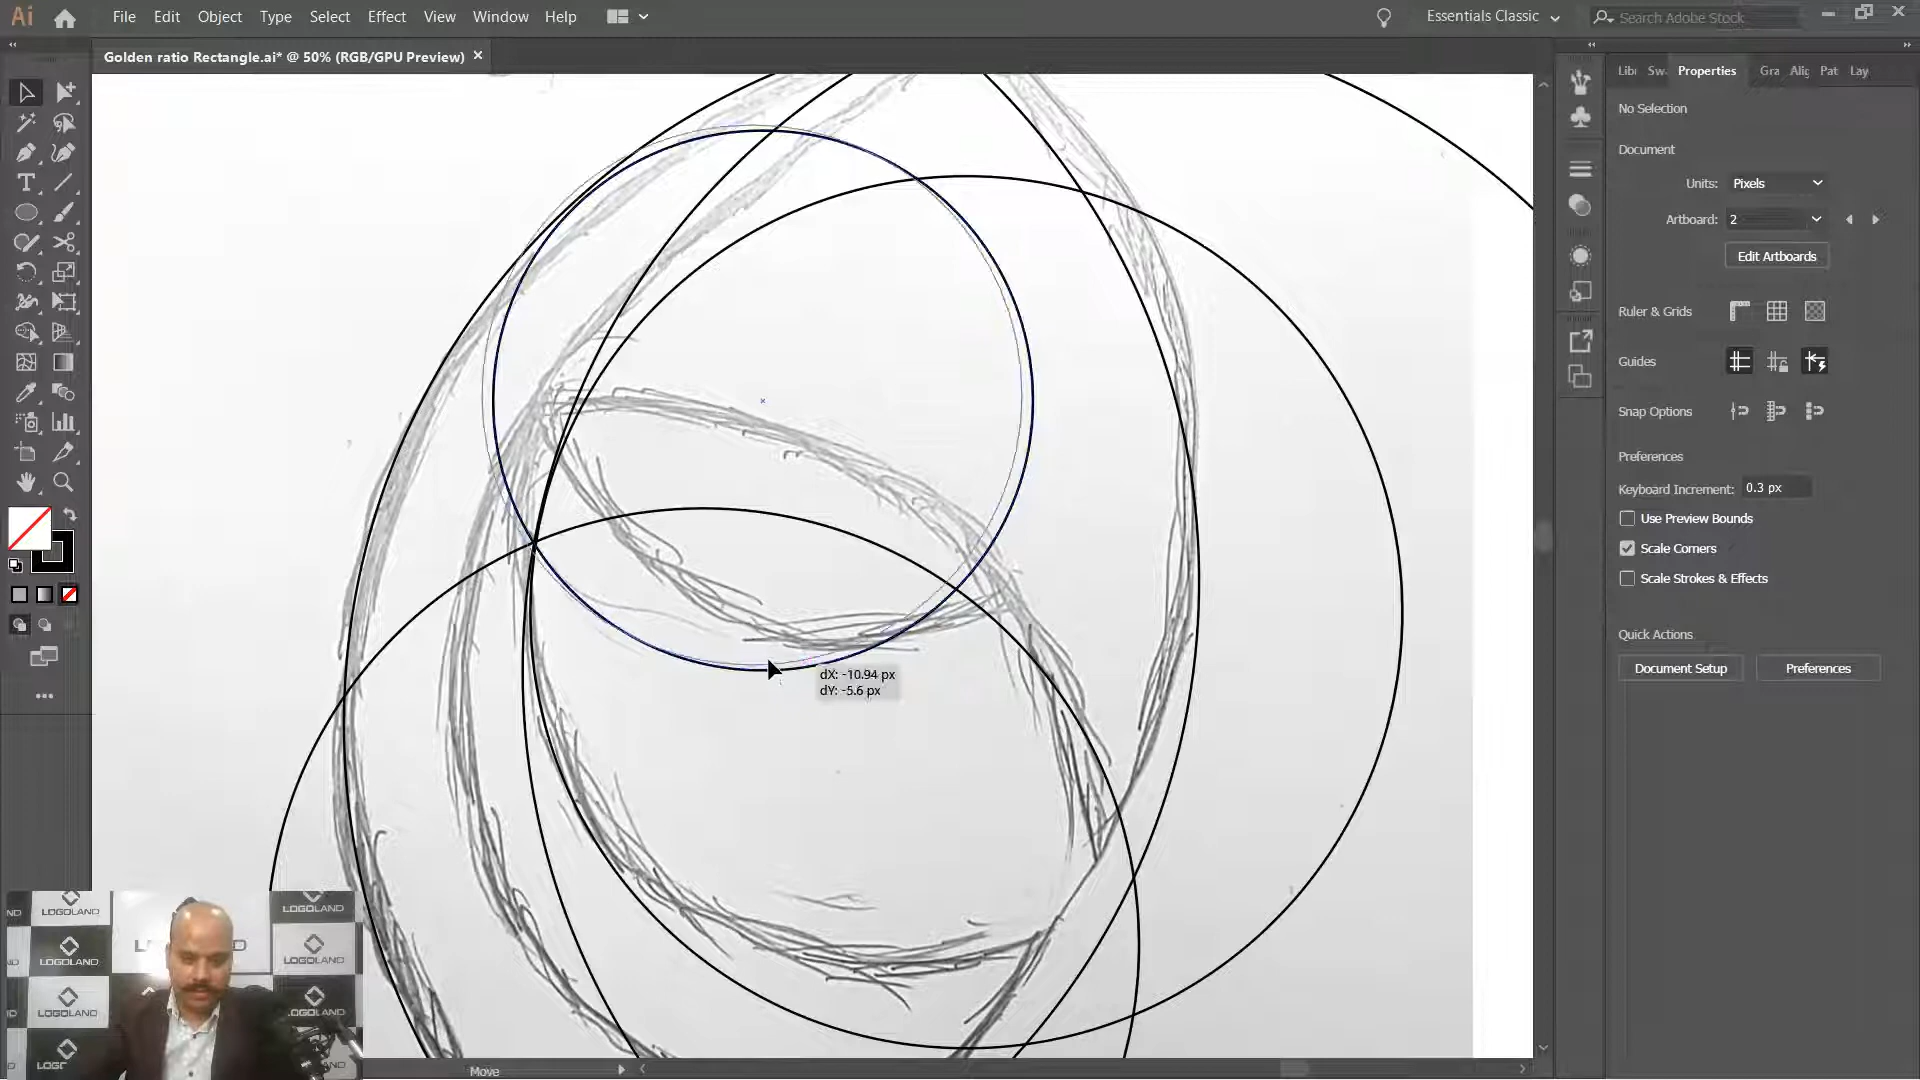 Ai File Edit Object Type Select Effect View Window Help Essentials Classic Search Adobe Stock
Golden ratio Rectangle.ai* @ 50% (RGB/GPU Preview) ×
Libr Sw Properties Gra Alig Pat Lay
No Selection
Document
Units: Pixels
Artboard: 2
Edit Artboards
Ruler & Grids
Guides
Snap Options
Preferences
Keyboard Increment: 0.3 px
Use Preview Bounds
Scale Corners
Scale Strokes & Effects
Quick Actions
Document Setup Preferences
dX: -10.94 px
dY: -5.6 px
LOGOLAND LOGOLAND
LOGOLAND LOGOLAND
LOGOLAND LOGOLAND
LOGO
Move